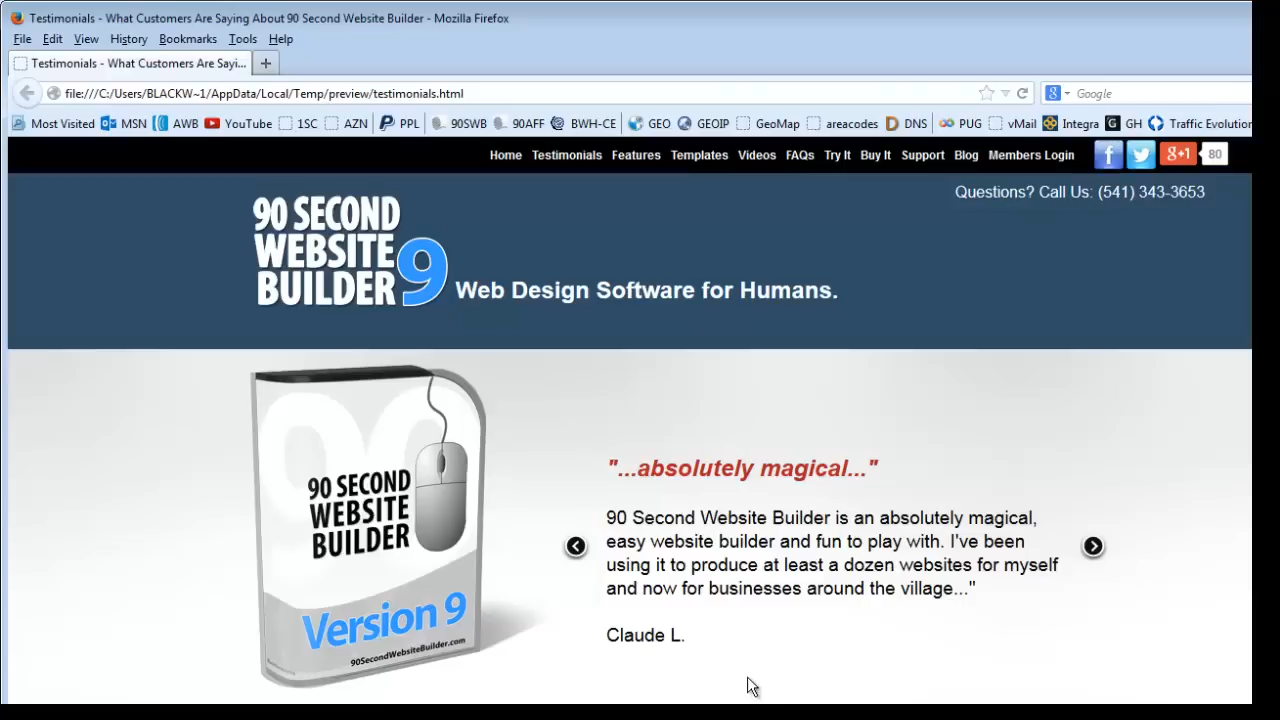 Testimonials - What Customers Are Saying About 90 Second Website Builder - Mozilla Firefox
File Edit View History Bookmarks Tools Help
Testimonials - What Customers Are Sayi... +
file:///C:/Users/BLACKW~1/AppData/Local/Temp/preview/testimonials.html 8 Google
Most Visited MSN AWB YouTube 1SC AZN PPL 90SWB 90AFF BWH-CE GEO GEOIP GeoMap areacodes DNS PUG vMail Integra GH Traffic Evolution
Home Testimonials Features Templates Videos FAQs Try It Buy It Support Blog Members Login f g+1 80
Questions? Call Us: (541) 343-3653
90 SECOND
WEBSITE
BUILDER 9
Web Design Software for Humans.
90
90 SECOND
WEBSITE
BUILDER
Version 9
90SecondWebsiteBuilder.com
"...absolutely magical..."
90 Second Website Builder is an absolutely magical,
easy website builder and fun to play with. I've been
using it to produce at least a dozen websites for myself
and now for businesses around the village..."
Claude L.